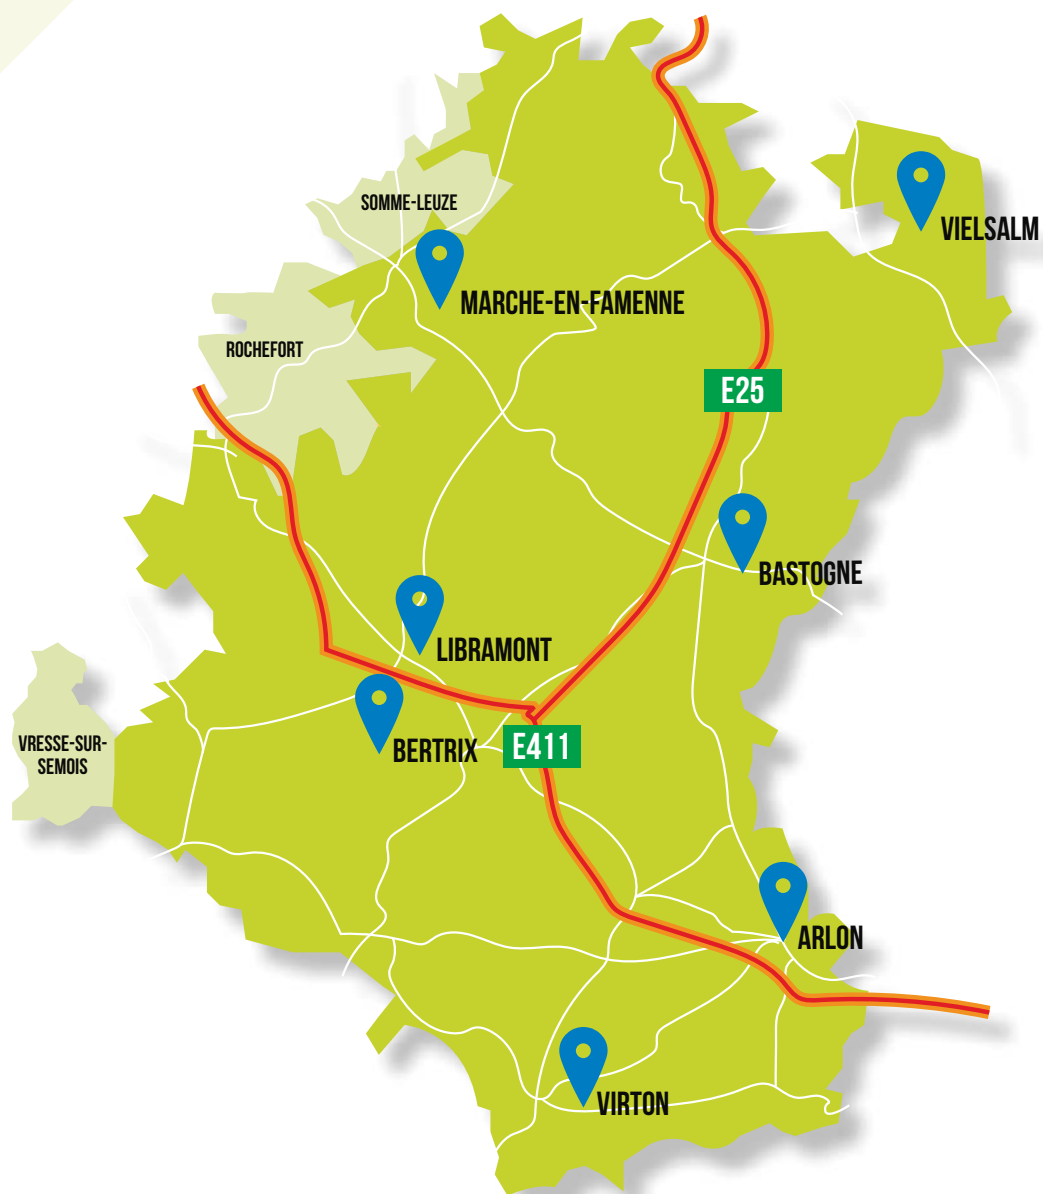 SOMME-LEUZE
VIELSALM
MARCHE-EN-FAMENNE
ROCHEFORT
E25
BASTOGNE
LIBRAMONT
VRESSE-SUR-
SEMOIS
BERTRIX
E411
ARLON
VIRTON